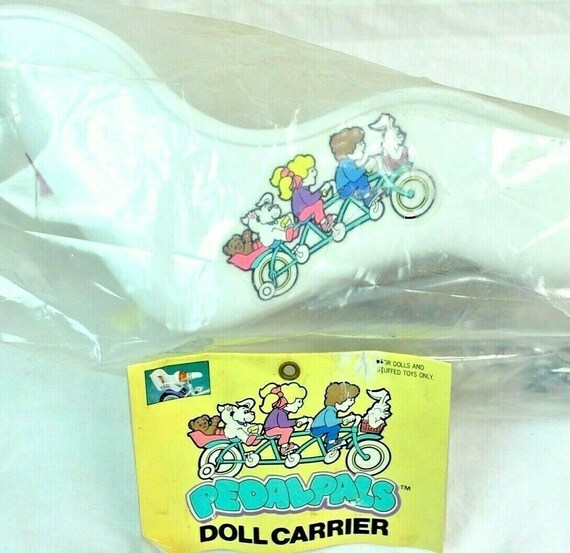 FOR DOLLS AND
STUFFED TOYS ONLY.
PEDALPALS™
DOLL CARRIER